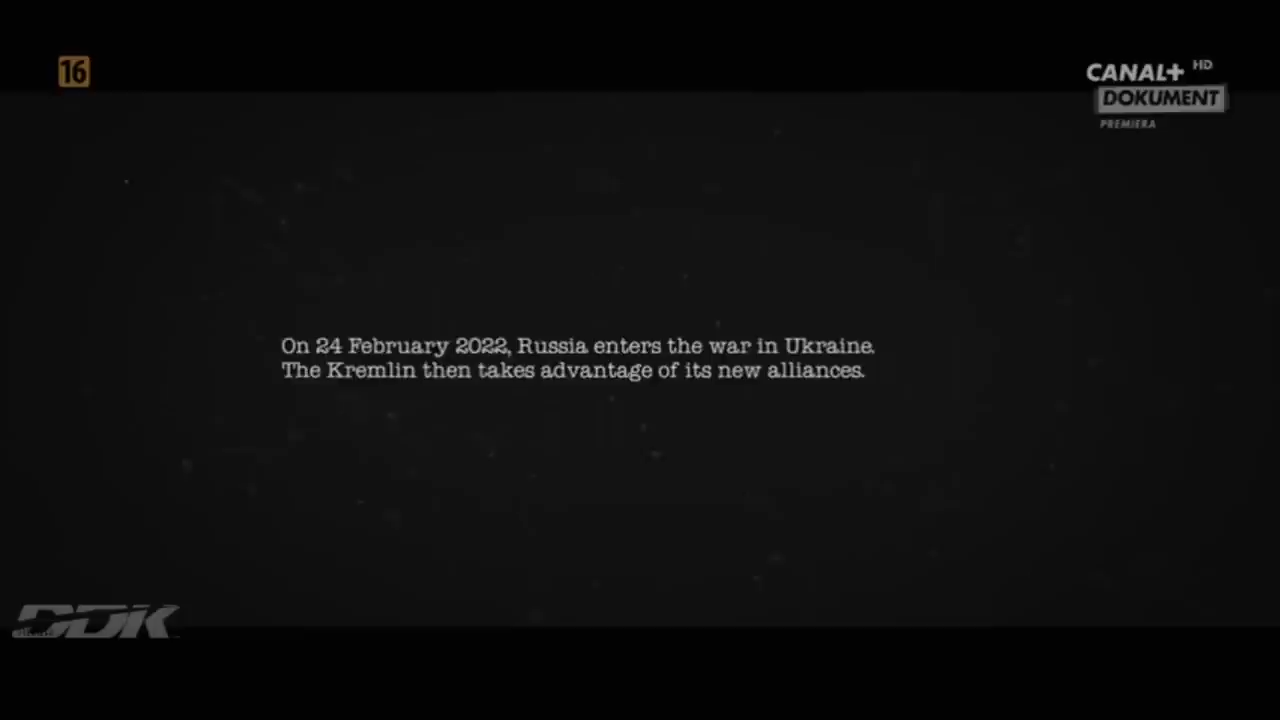 16
CANAL+ HD
DOKUMENT
PREMIERA
On 24 February 2022, Russia enters the war in Ukraine.
The Kremlin then takes advantage of its new alliances.
DDK